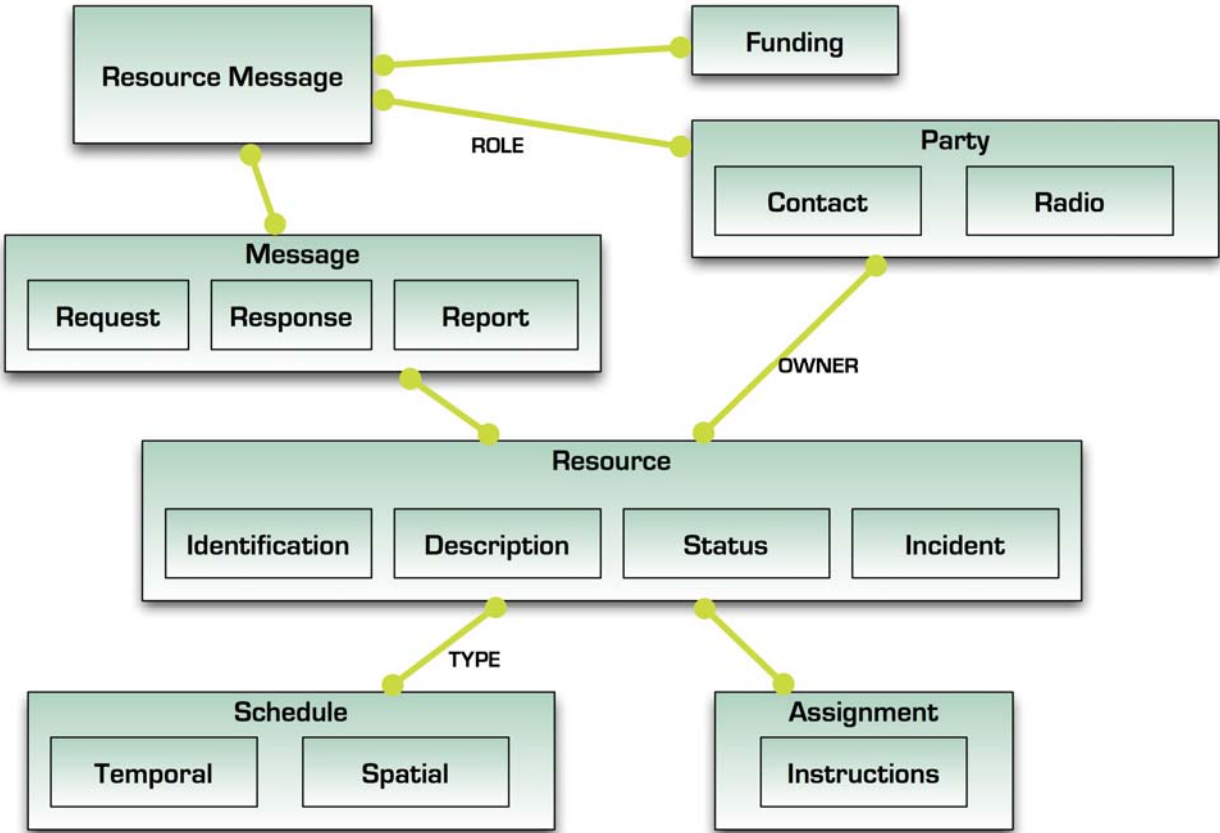 Resource Message
Funding
ROLE
Party
Contact
Radio
Message
Request
Response
Report
OWNER
Resource
Identification
Description
Status
Incident
TYPE
Schedule
Temporal
Spatial
Assignment
Instructions